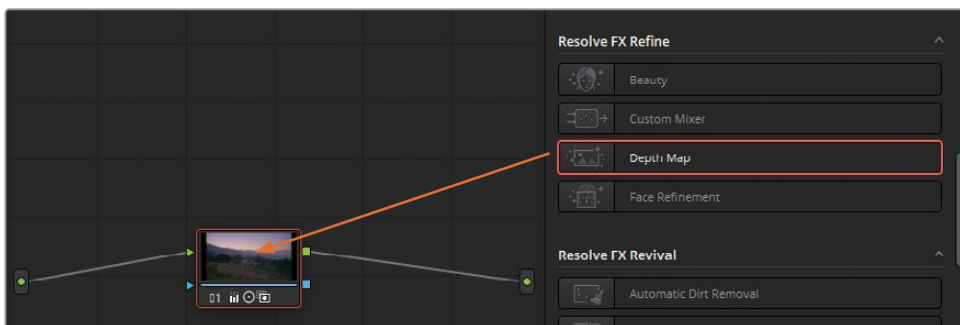 Resolve FX Refine
Beauty
Custom Mixer
Depth Map
Face Refinement
Resolve FX Revival
Automatic Dirt Removal
01